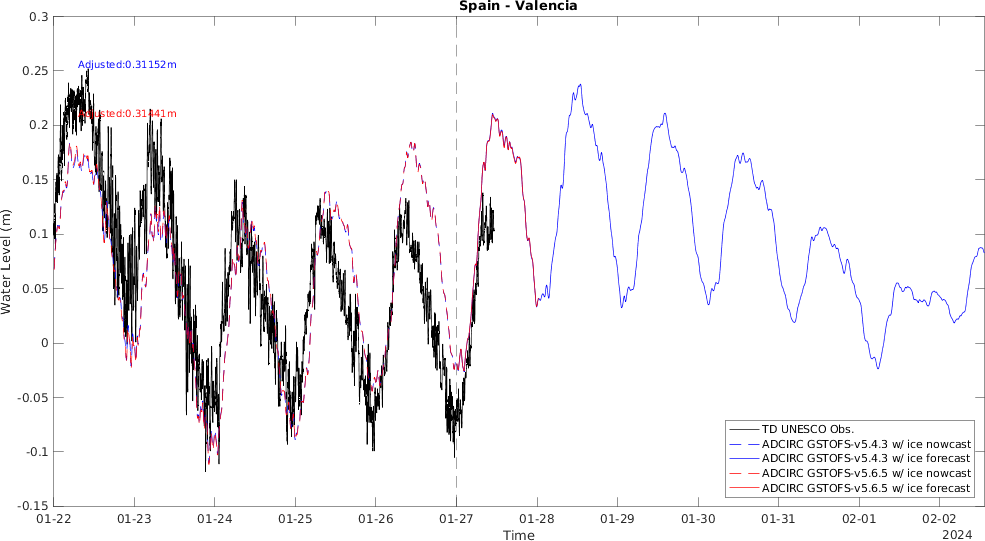 Spain - Valencia
0.3
0.25
0.2
0.15
0.1
0.05
0
-0.05
-0.1
-0.15
Water Level (m)
Adjusted:0.31152m
Adjusted:0.31441m
TD UNESCO Obs.
ADCIRC GSTOFS-v5.4.3 w/ ice nowcast
ADCIRC GSTOFS-v5.4.3 w/ ice forecast
ADCIRC GSTOFS-v5.6.5 w/ ice nowcast
ADCIRC GSTOFS-v5.6.5 w/ ice forecast
01-22 01-23 01-24 01-25 01-26 01-27 01-28 01-29 01-30 01-31 02-01 02-02
Time
2024